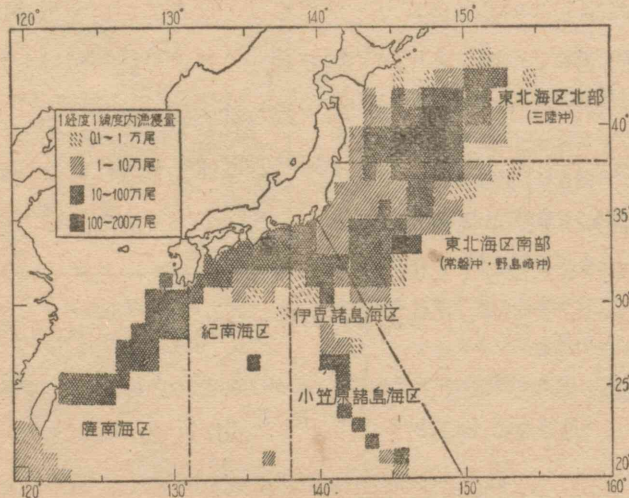 140° 150°
1経度1緯度内漁獲量
0.1~1 万尾
1~10万尾
10~100万尾
100~200万尾
東北海区北部
(三陸沖)
40°
35°
東北海区南部
(常磐沖・野島崎沖)
30°
伊豆諸島海区
紀南海区
25°
小笠原諸島海区
薩南海区
20°
120° 130° 140° 150° 160°